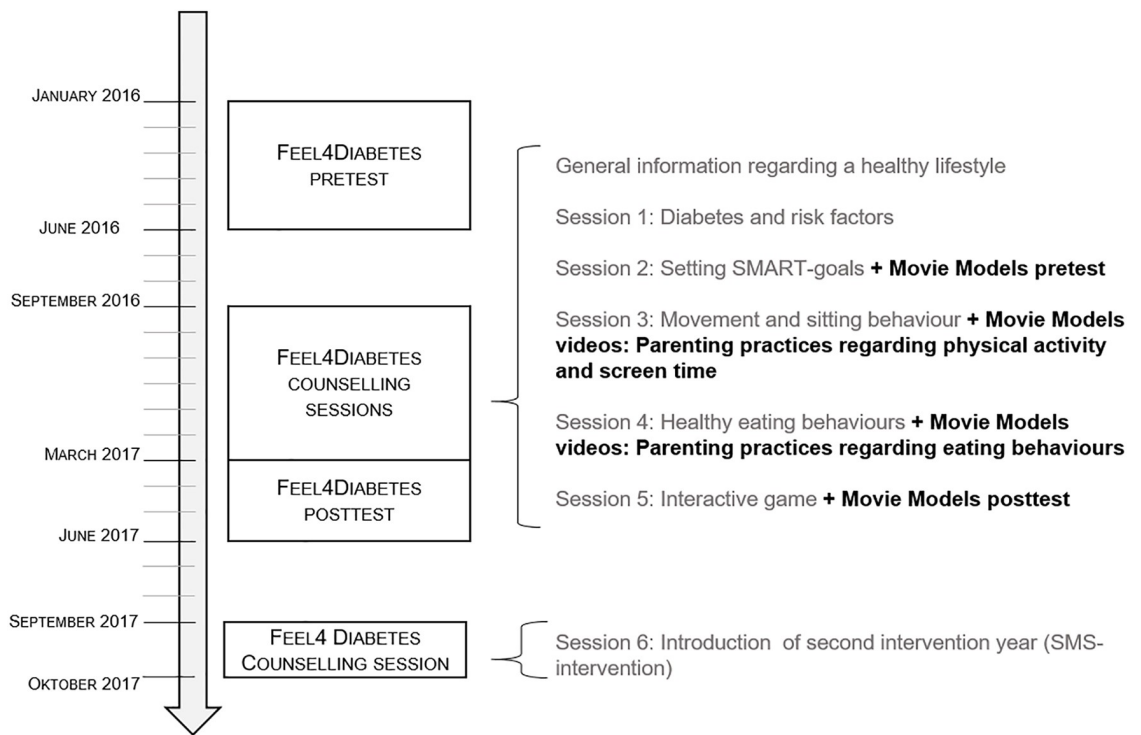 JANUARY 2016
JUNE 2016
SEPTEMBER 2016
MARCH 2017
JUNE 2017
SEPTEMBER 2017
OKTOBER 2017
FEEL4DIABETES
PRETEST
FEEL4DIABETES
COUNSELLING
SESSIONS
FEEL4DIABETES
POSTTEST
FEEL4 DIABETES
COUNSELLING SESSION
General information regarding a healthy lifestyle
Session 1: Diabetes and risk factors
Session 2: Setting SMART-goals + Movie Models pretest
Session 3: Movement and sitting behaviour + Movie Models
videos: Parenting practices regarding physical activity
and screen time
Session 4: Healthy eating behaviours + Movie Models
videos: Parenting practices regarding eating behaviours
Session 5: Interactive game + Movie Models posttest
Session 6: Introduction of second intervention year (SMS-
intervention)